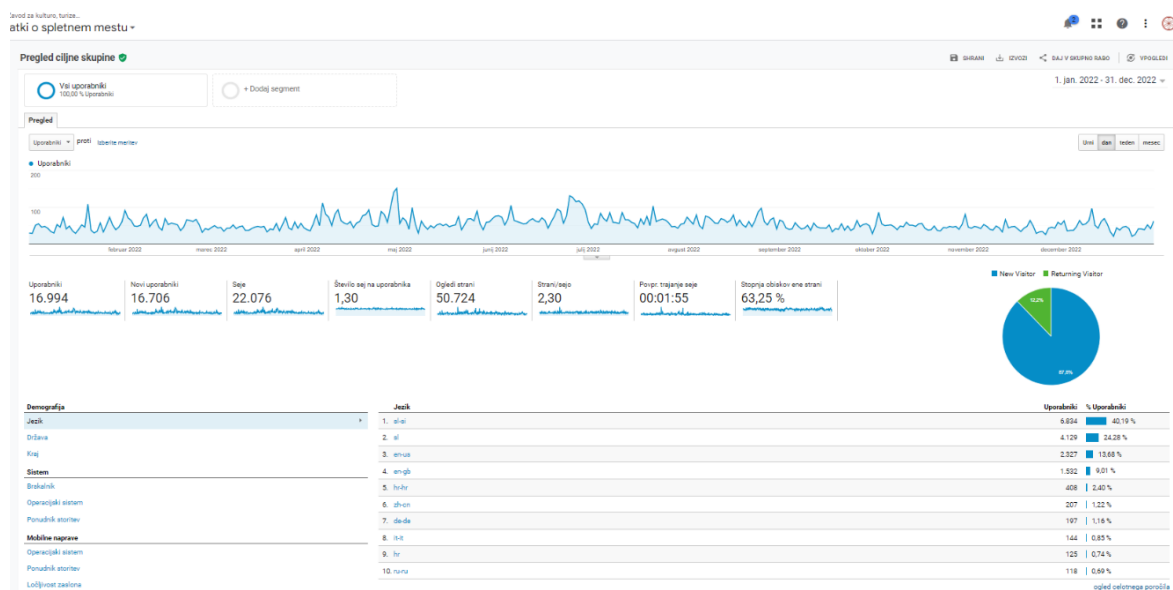 avod za kulturo, turize...
atki o spletnem mestu
2
Pregled ciljne skupine
SHRANI IZVOZI DAJ V SKUPNO RABO VPOGLEDI
Vsi uporabniki
100,00 % Uporabniki
+ Dodaj segment
1. jan. 2022 - 31. dec. 2022
Pregled
Uporabniki proti Izberite meritev
Urni dan teden mesec
Uporabniki
200
100
februar 2022 marec 2022 april 2022 maj 2022 junij 2022 julij 2022 avgust 2022 september 2022 oktober 2022 november 2022 december 2022
New Visitor Returning Visitor
Uporabniki Novi uporabniki Seje Število sej na uporabnika Ogledi strani Strani/sejo Povpr. trajanje seje Stopnja obiskov ene strani
16.994 16.706 22.076 1,30 50.724 2,30 00:01:55 63,25 %
12.2%
87.8%
Demografija Jezik Uporabniki % Uporabniki
Jezik 1. sl-si 6.834 40,19 %
Država 2. sl 4.129 24,28 %
Kraj 3. en-us 2.327 13,68 %
Sistem 4. en-gb 1.532 9,01 %
Brskalnik 5. hr-hr 408 2,40 %
Operacijski sistem 6. zh-cn 207 1,22 %
Ponudnik storitev 7. de-de 197 1,16 %
Mobilne naprave 8. it-it 144 0,85 %
Operacijski sistem 9. hr 125 0,74 %
Ponudnik storitev 10. ru-ru 118 0,69 %
Ločljivost zaslona ogled celotnega poročila